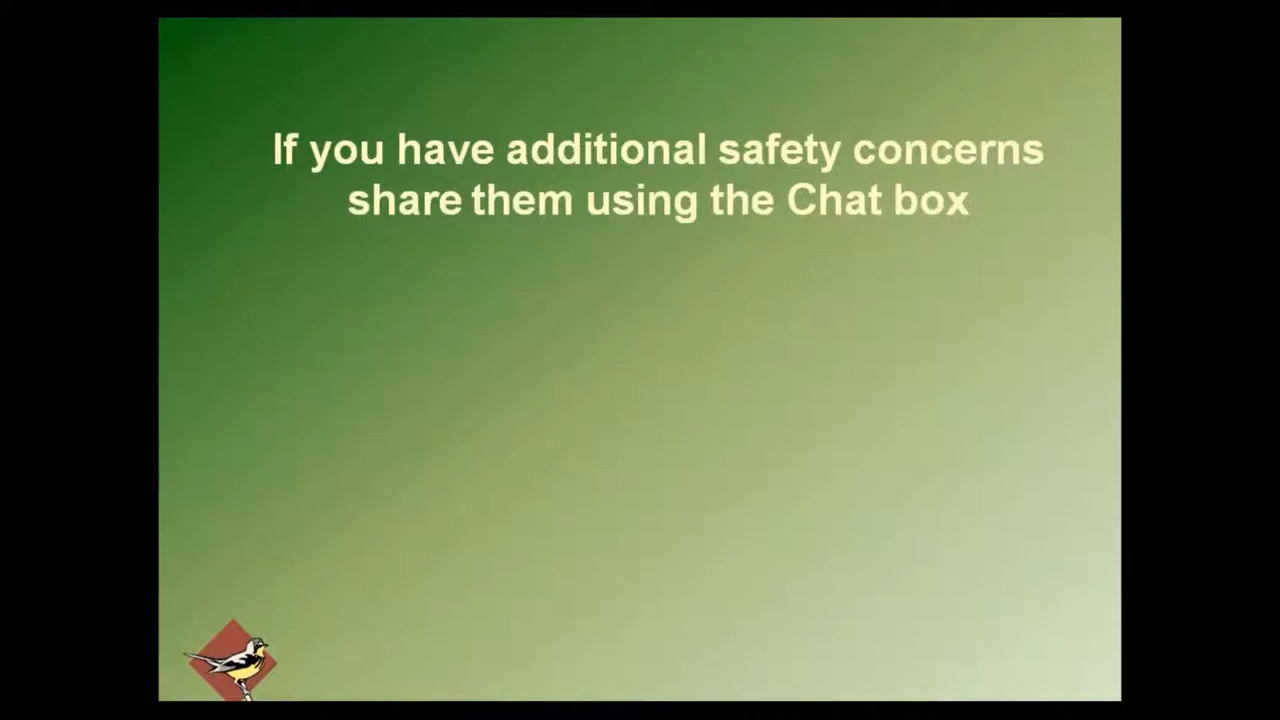 If you have additional safety concerns
share them using the Chat box